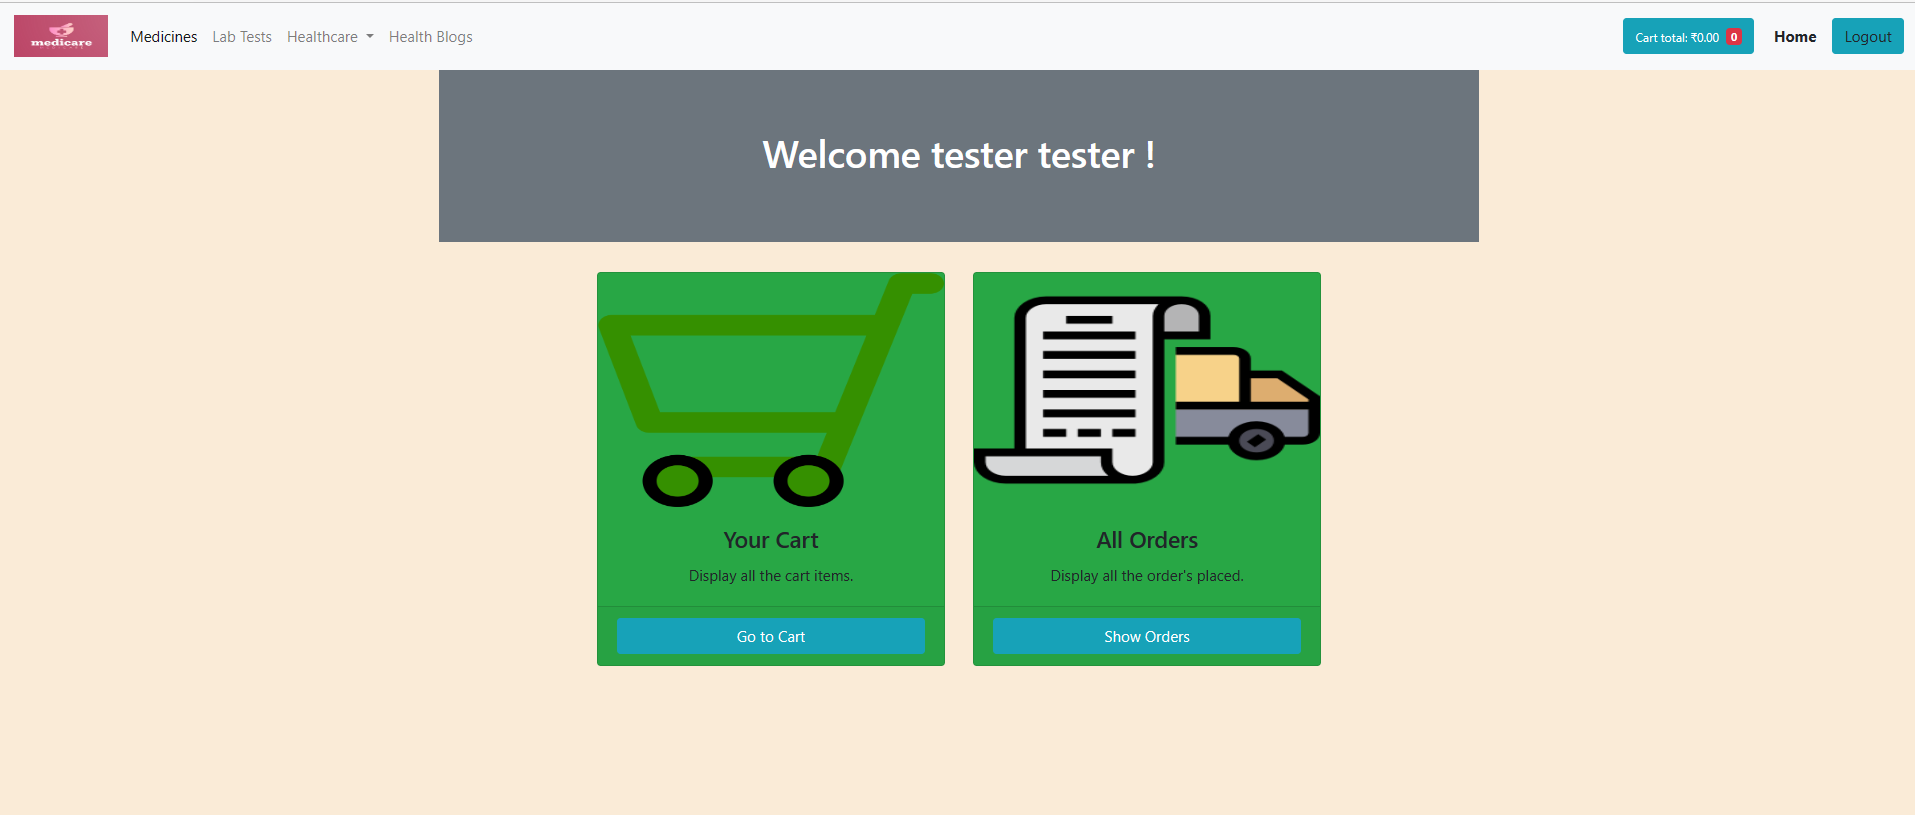 medicare
Medicines Lab Tests Healthcare Health Blogs Cart total: ₹0.00 0 Home Logout
Welcome tester tester !
Your Cart
Display all the cart items.
Go to Cart
All Orders
Display all the order's placed.
Show Orders